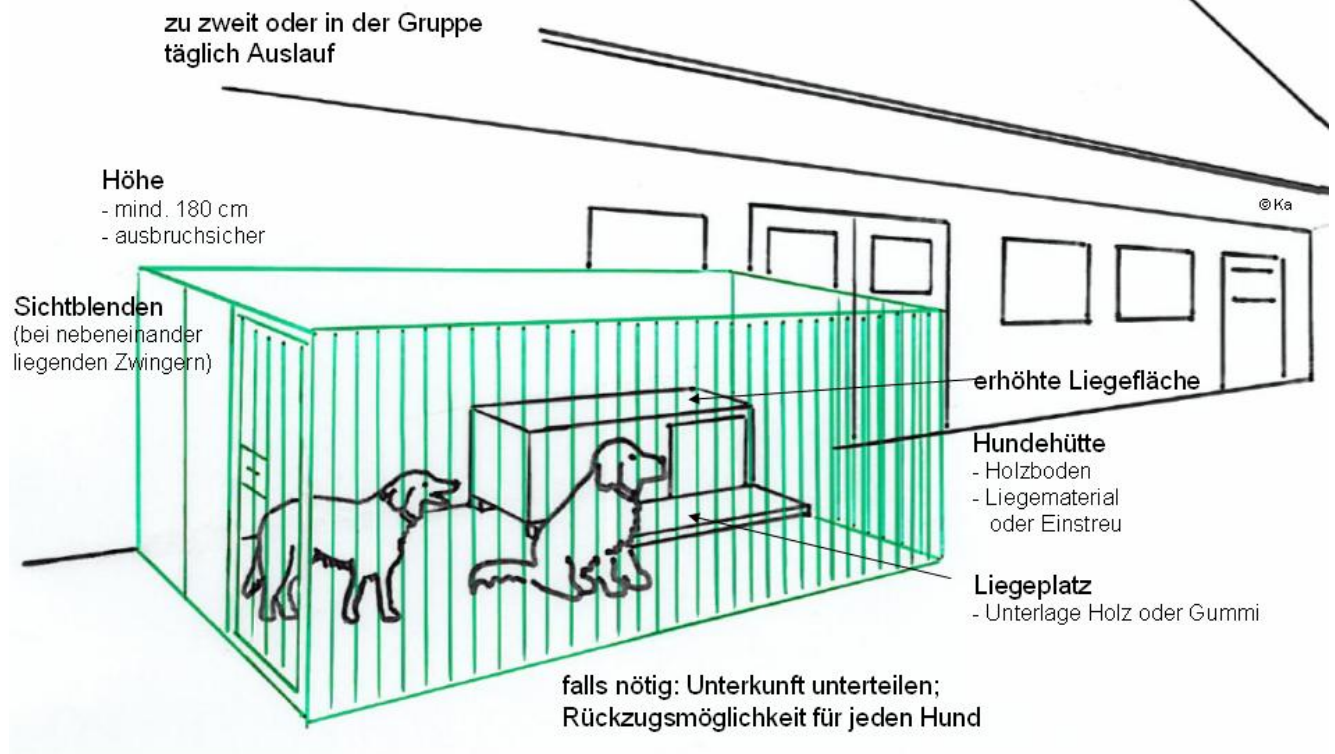 zu zweit oder in der Gruppe
täglich Auslauf
Höhe
- mind. 180 cm
- ausbruchsicher
© Ka
Sichtblenden
(bei nebeneinander
liegenden Zwingern)
erhöhte Liegefläche
Hundehütte
- Holzboden
- Liegematerial
oder Einstreu
Liegeplatz
- Unterlage Holz oder Gummi
falls nötig: Unterkunft unterteilen;
Rückzugsmöglichkeit für jeden Hund